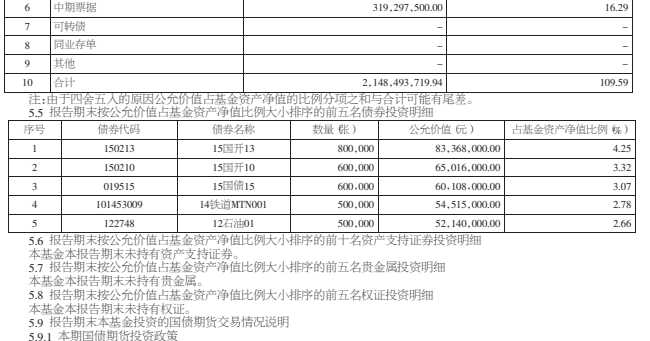 6 中期票据 319,297,500.00 16.29
7 可转债 – –
8 同业存单 – –
9 其他 – –
10 合计 2,148,493,719.94 109.59
注:由于四舍五入的原因公允价值占基金资产净值的比例分项之和与合计可能有尾差。
5.5 报告期末按公允价值占基金资产净值比例大小排序的前五名债券投资明细
序号 债券代码 债券名称 数量(张) 公允价值(元) 占基金资产净值比例(%)
1 150213 15国开13 800,000 83,368,000.00 4.25
2 150210 15国开10 600,000 65,016,000.00 3.32
3 019515 15国债15 600,000 60,108,000.00 3.07
4 101453009 14铁道MTN001 500,000 54,515,000.00 2.78
5 122748 12石油01 500,000 52,140,000.00 2.66
5.6 报告期末按公允价值占基金资产净值比例大小排序的前十名资产支持证券投资明细
本基金本报告期末未持有资产支持证券。
5.7 报告期末按公允价值占基金资产净值比例大小排序的前五名贵金属投资明细
本基金本报告期末未持有贵金属。
5.8 报告期末按公允价值占基金资产净值比例大小排序的前五名权证投资明细
本基金本报告期末未持有权证。
5.9 报告期末本基金投资的国债期货交易情况说明
5.9.1 本期国债期货投资政策